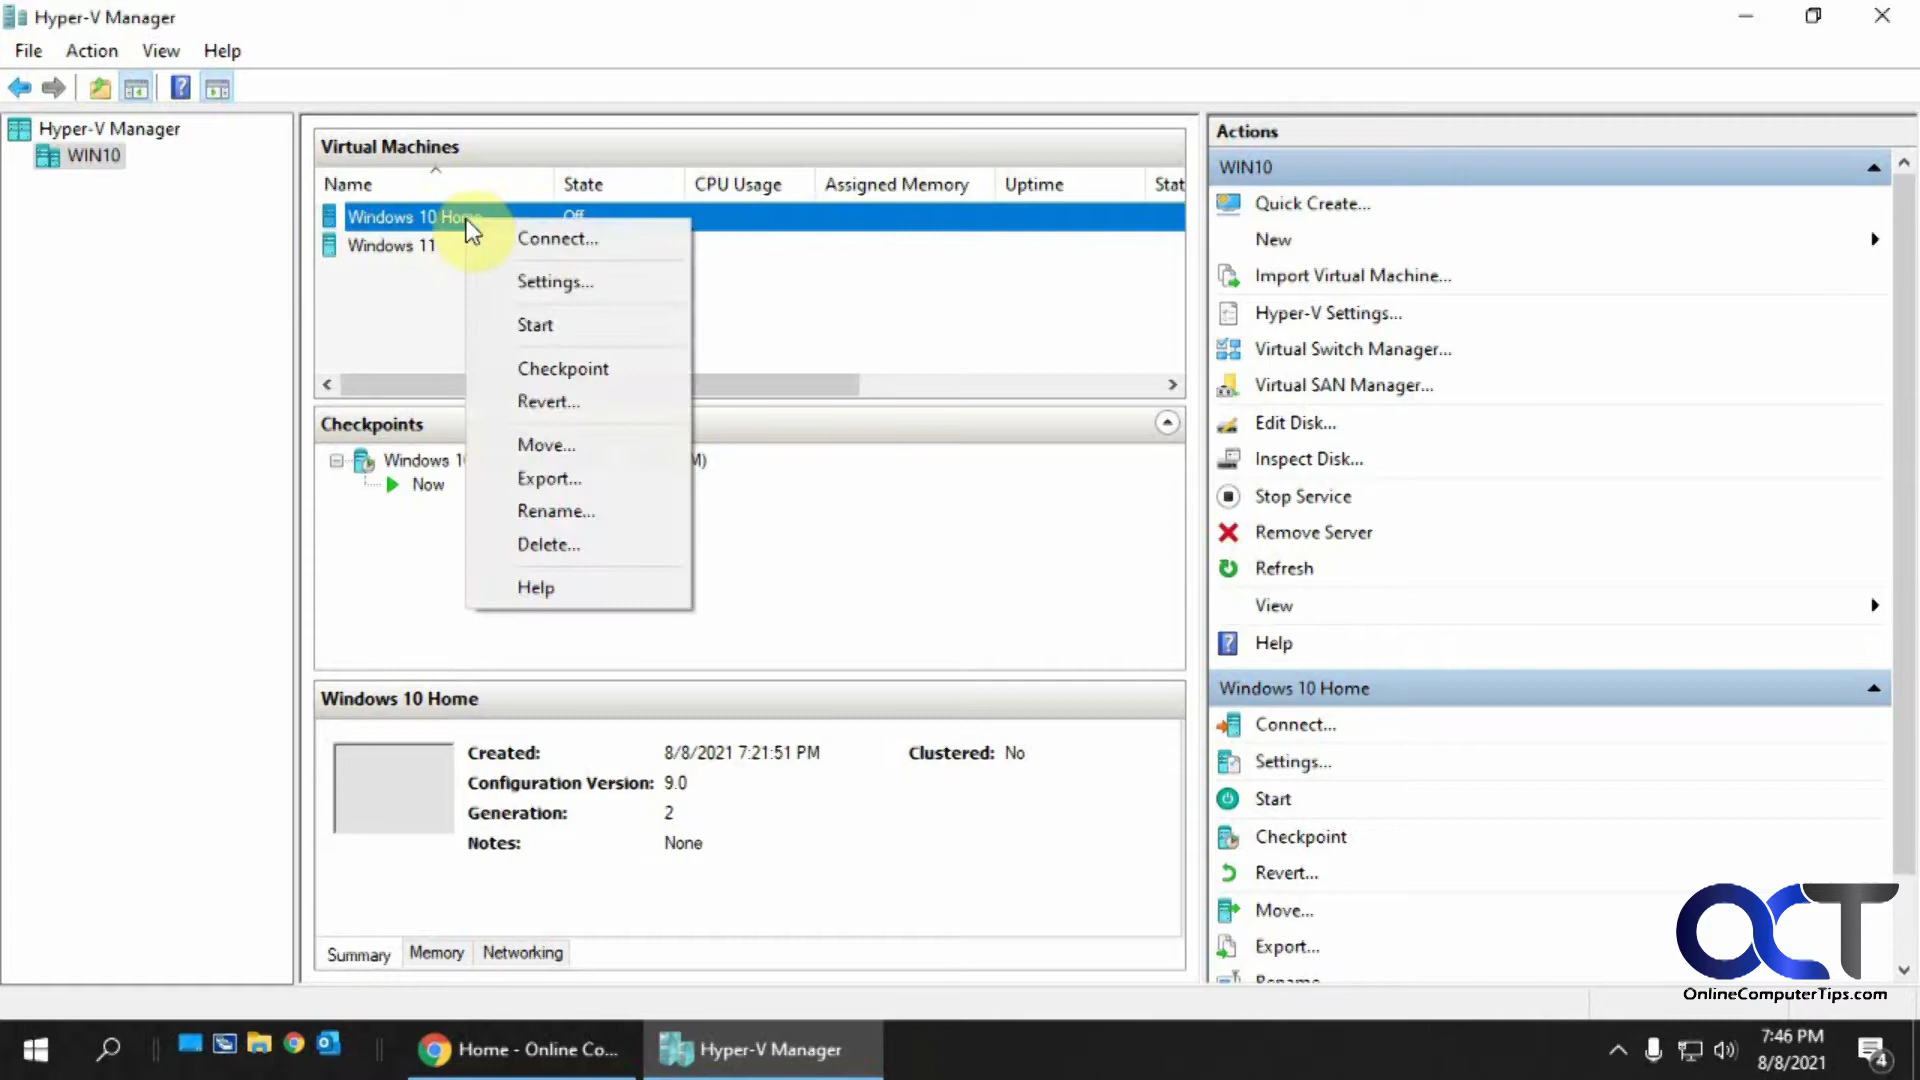 Hyper-V Manager
File Action View Help
Hyper-V Manager
WIN10
Virtual Machines
Name State CPU Usage Assigned Memory Uptime Stat
Windows 10 Home Off
Windows 11
Connect...
Settings...
Start
Checkpoint
Revert...
Move...
Export...
Rename...
Delete...
Help
Checkpoints
Windows 1 M)
Now
Windows 10 Home
Created: 8/8/2021 7:21:51 PM Clustered: No
Configuration Version: 9.0
Generation: 2
Notes: None
Summary Memory Networking
Actions
WIN10
Quick Create...
New
Import Virtual Machine...
Hyper-V Settings...
Virtual Switch Manager...
Virtual SAN Manager...
Edit Disk...
Inspect Disk...
Stop Service
Remove Server
Refresh
View
Help
Windows 10 Home
Connect...
Settings...
Start
Checkpoint
Revert...
Move...
Export...
Rename...
OCT
OnlineComputerTips.com
Home - Online Co...
Hyper-V Manager
7:46 PM
8/8/2021
4